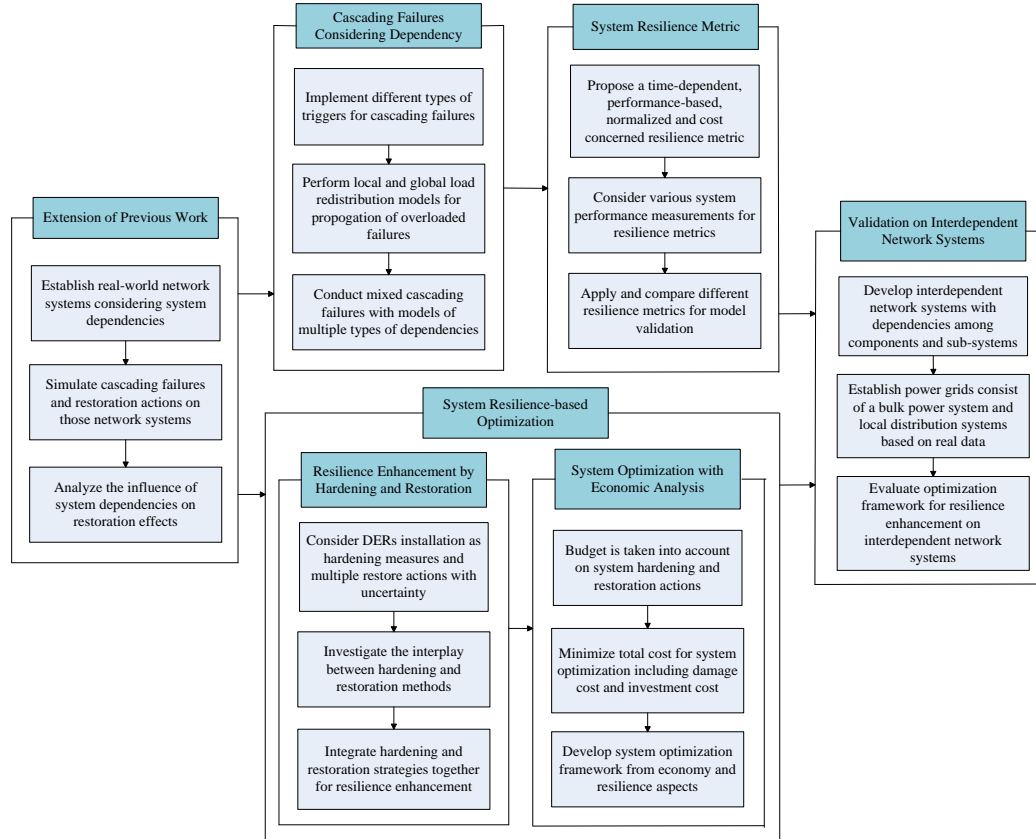 Cascading Failures
Considering Dependency
Implement different types of
triggers for cascading failures
Perform local and global load
redistribution models for
propogation of overloaded
failures
Conduct mixed cascading
failures with models of
multiple types of dependencies
System Resilience Metric
Propose a time-dependent,
performance-based,
normalized and cost
concerned resilience metric
Consider various system
performance measurements for
resilience metrics
Apply and compare different
resilience metrics for model
validation
Extension of Previous Work
Establish real-world network
systems considering system
dependencies
Simulate cascading failures
and restoration actions on
those network systems
Analyze the influence of
system dependencies on
restoration effects
Validation on Interdependent
Network Systems
Develop interdependent
network systems with
dependencies among
components and sub-systems
Establish power grids consist
of a bulk power system and
local distribution systems
based on real data
Evaluate optimization
framework for resilience
enhancement on
interdependent network
systems
System Resilience-based
Optimization
Resilience Enhancement by
Hardening and Restoration
Consider DERs installation as
hardening measures and
multiple restore actions with
uncertainty
Investigate the interplay
between hardening and
restoration methods
Integrate hardening and
restoration strategies together
for resilience enhancement
System Optimization with
Economic Analysis
Budget is taken into account
on system hardening and
restoration actions
Minimize total cost for system
optimization including damage
cost and investment cost
Develop system optimization
framework from economy and
resilience aspects